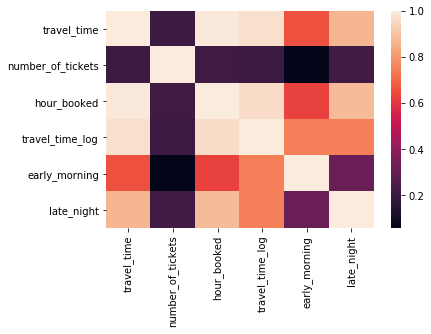 travel_time
number_of_tickets
hour_booked
travel_time_log
early_morning
late_night
travel_time
number_of_tickets
hour_booked
travel_time_log
early_morning
late_night
1.0
0.8
0.6
0.4
0.2